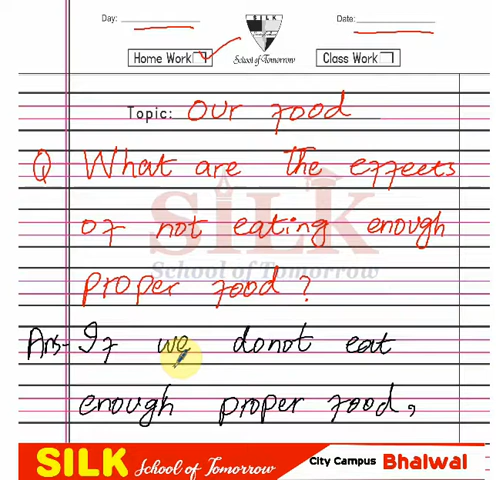 Day:
SILK
Date:
Home Work
School of Tomorrow
Class Work
Topic: Our food
Q What are the effects
of not eating enough
proper food?
SILK
School of Tomorrow
Ans- If we donot eat
enough proper food,
SILK School of Tomorrow City Campus Bhalwal